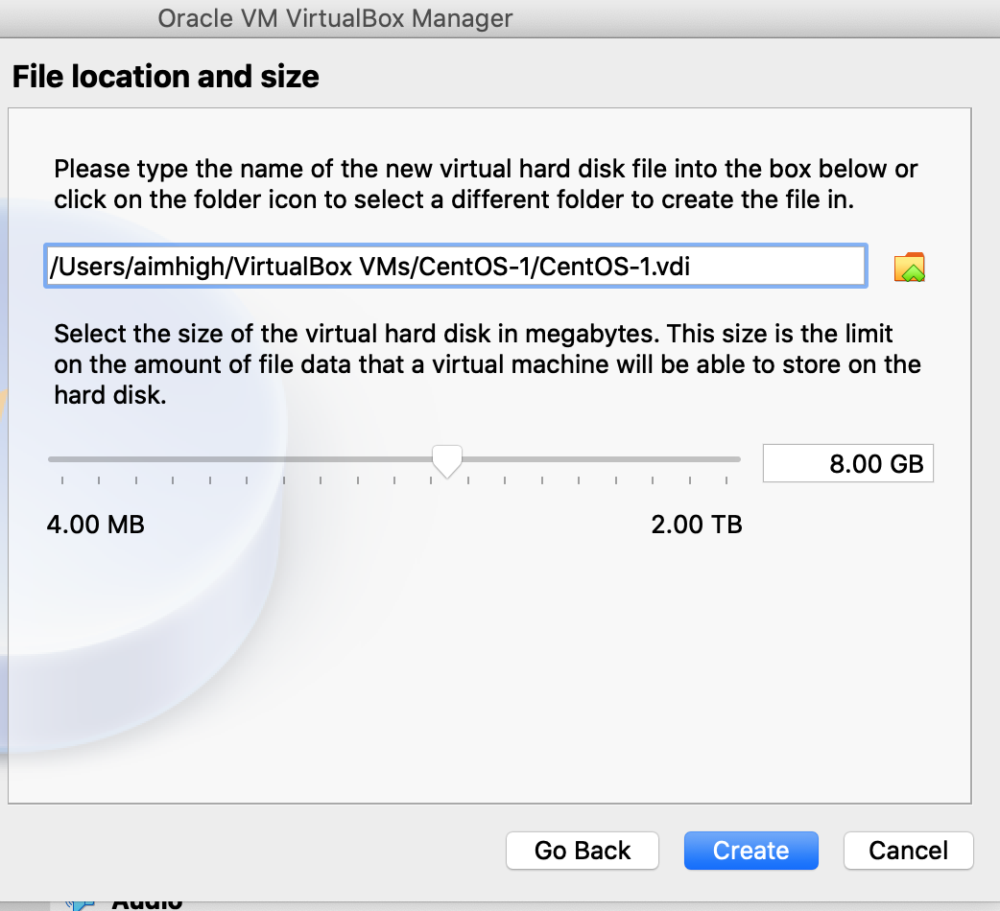 Oracle VM VirtualBox Manager
File location and size
Please type the name of the new virtual hard disk file into the box below or
click on the folder icon to select a different folder to create the file in.
/Users/aimhigh/VirtualBox VMs/CentOS-1/CentOS-1.vdi
Select the size of the virtual hard disk in megabytes. This size is the limit
on the amount of file data that a virtual machine will be able to store on the
hard disk.
8.00 GB
4.00 MB 2.00 TB
Go Back Create Cancel
Audio